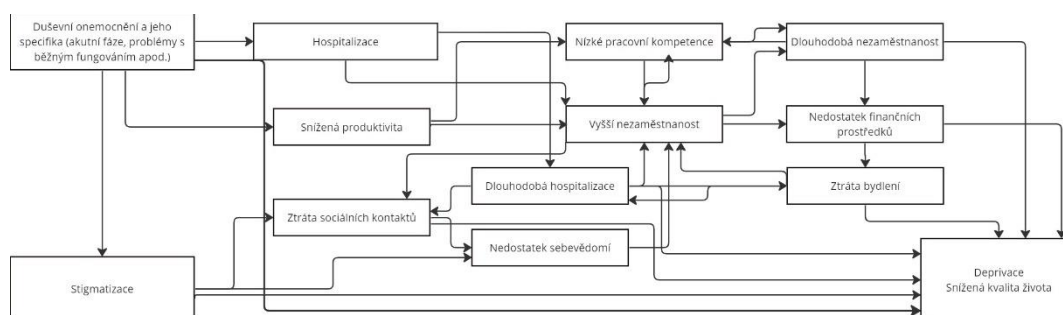 Duševní onemocnění a jeho
specifika (akutní fáze, problémy s
běžným fungováním apod.)
Hospitalizace
Nízké pracovní kompetence
Dlouhodobá nezaměstnanost
Snížená produktivita
Vyšší nezaměstnanost
Nedostatek finančních
prostředků
Dlouhodobá hospitalizace
Ztráta bydlení
Ztráta sociálních kontaktů
Nedostatek sebevědomí
Stigmatizace
Deprivace
Snížená kvalita života